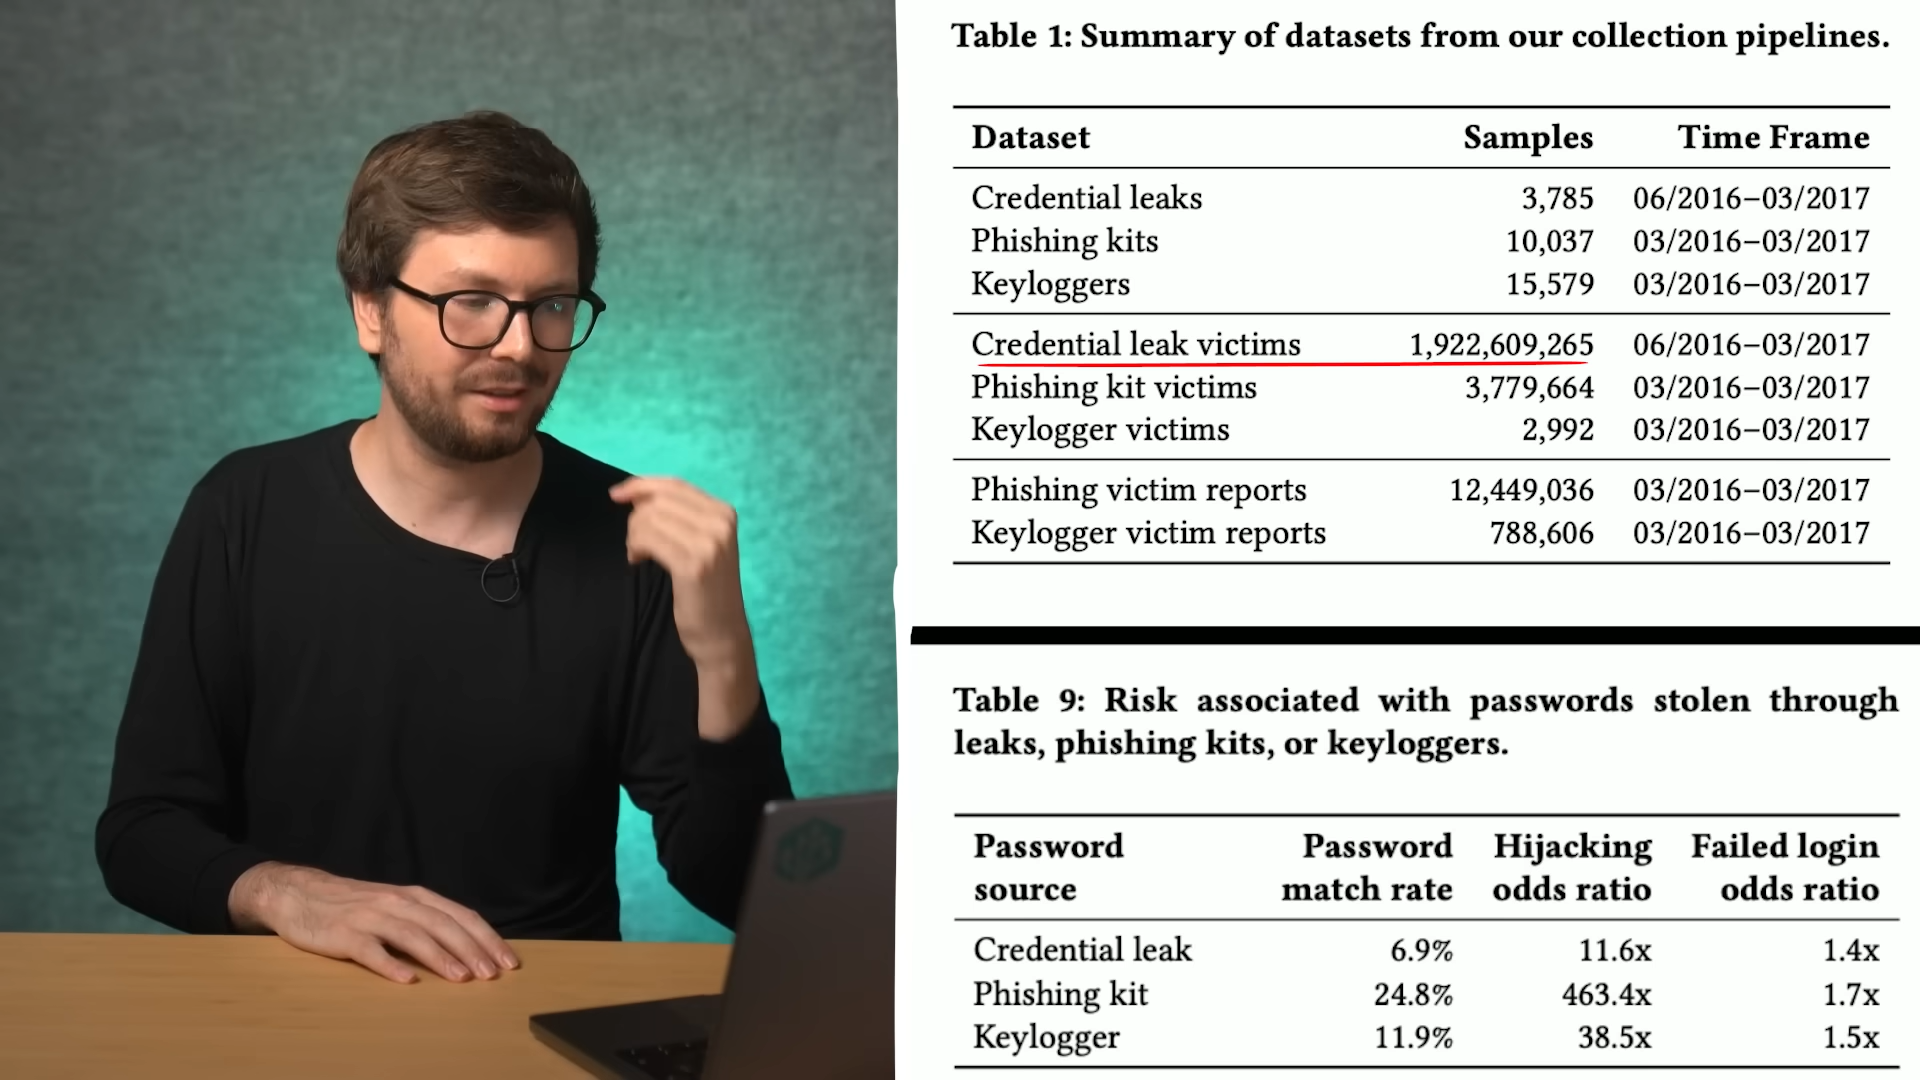 Table 1: Summary of datasets from our collection pipelines.
Dataset Samples Time Frame
Credential leaks 3,785 06/2016–03/2017
Phishing kits 10,037 03/2016–03/2017
Keyloggers 15,579 03/2016–03/2017
Credential leak victims 1,922,609,265 06/2016–03/2017
Phishing kit victims 3,779,664 03/2016–03/2017
Keylogger victims 2,992 03/2016–03/2017
Phishing victim reports 12,449,036 03/2016–03/2017
Keylogger victim reports 788,606 03/2016–03/2017
Table 9: Risk associated with passwords stolen through
leaks, phishing kits, or keyloggers.
Password Password Hijacking Failed login
source match rate odds ratio odds ratio
Credential leak 6.9% 11.6x 1.4x
Phishing kit 24.8% 463.4x 1.7x
Keylogger 11.9% 38.5x 1.5x